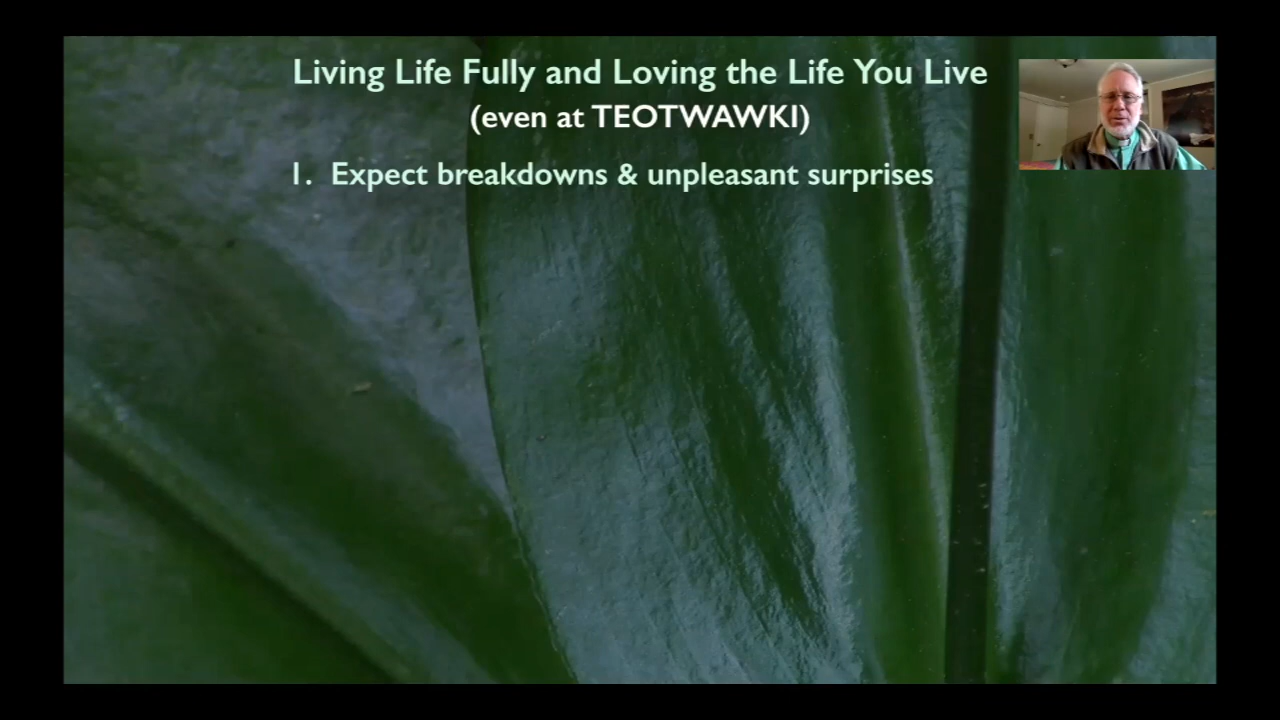 Living Life Fully and Loving the Life You Live
(even at TEOTWAWKI)
1. Expect breakdowns & unpleasant surprises